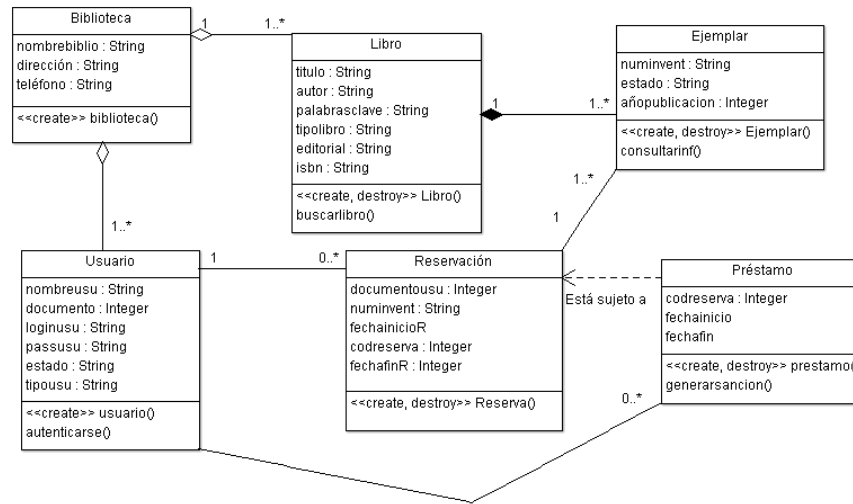 Biblioteca
nombrebiblio : String
dirección : String
teléfono : String
<<create>> biblioteca()
1
1..*
Libro
titulo : String
autor : String
palabrasclave : String
tipolibro : String
editorial : String
isbn : String
<<create, destroy>> Libro()
buscarlibro()
1
1..*
Ejemplar
numinvent : String
estado : String
añopublicacion : Integer
<<create, destroy>> Ejemplar()
consultarinf()
1..*
1
1..*
Usuario
nombreusu : String
documento : Integer
loginusu : String
passusu : String
estado : String
tipousu : String
<<create>> usuario()
autenticarse()
1
0..*
Reservación
documentousu : Integer
numinvent : String
fechainicioR
codreserva : Integer
fechafinR : Integer
<<create, destroy>> Reserva()
Está sujeto a
Préstamo
codreserva : Integer
fechainicio
fechafin
<<create, destroy>> prestamo(
generarsancion()
0..*